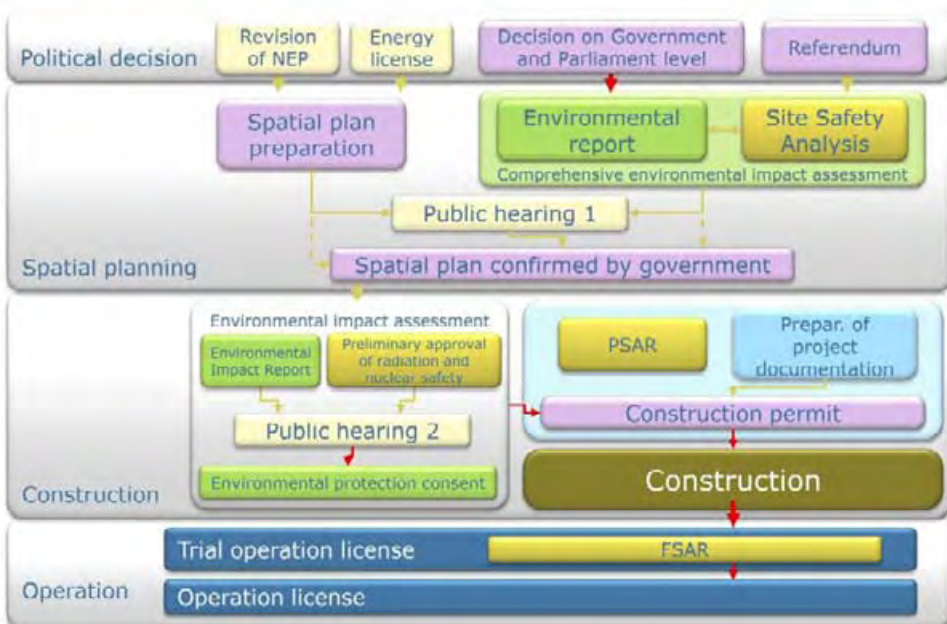 Political decision
Revision
of NEP
Energy
license
Decision on Government
and Parliament level
Referendum
Spatial plan
preparation
Environmental
report
Site Safety
Analysis
Comprehensive environmental impact assessment
Public hearing 1
Spatial planning
Spatial plan confirmed by government
Environmental impact assessment
Environmental
Impact Report
Preliminary approval
of radiation and
nuclear safety
PSAR
Prepar. of
project
documentation
Construction permit
Public hearing 2
Environmental protection consent
Construction
Construction
Trial operation license
FSAR
Operation
Operation license